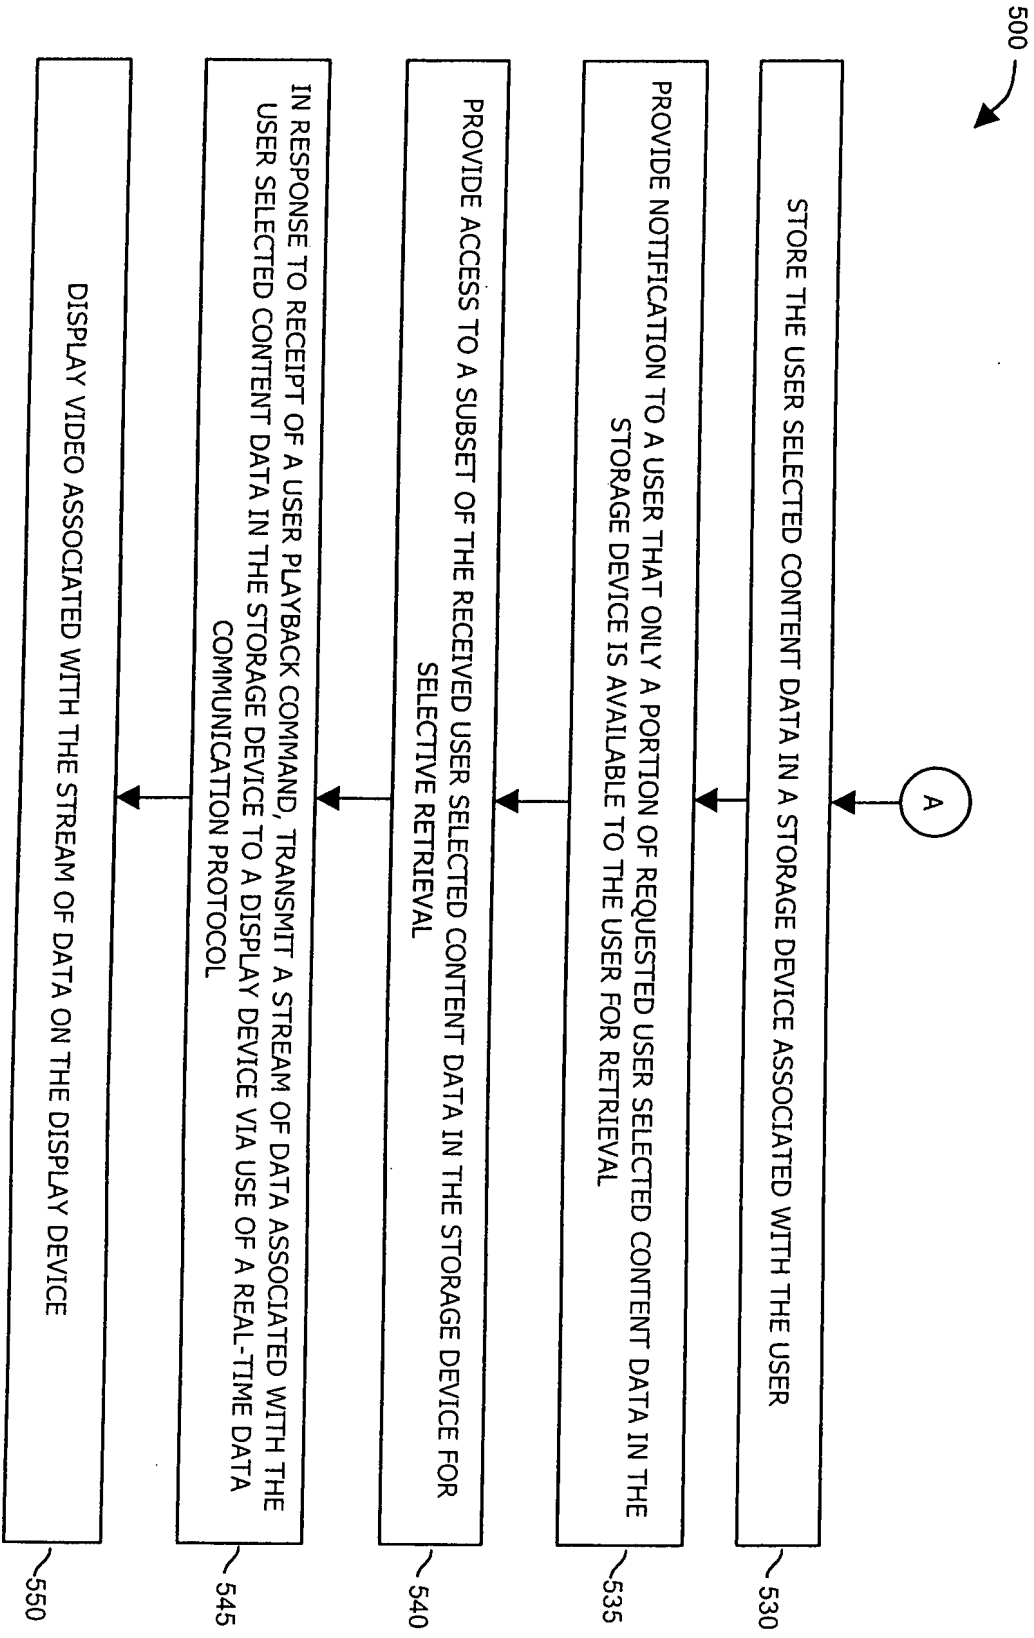 500
A
STORE THE USER SELECTED CONTENT DATA IN A STORAGE DEVICE ASSOCIATED WITH THE USER
530
PROVIDE NOTIFICATION TO A USER THAT ONLY A PORTION OF REQUESTED USER SELECTED CONTENT DATA IN THE
STORAGE DEVICE IS AVAILABLE TO THE USER FOR RETRIEVAL
535
PROVIDE ACCESS TO A SUBSET OF THE RECEIVED USER SELECTED CONTENT DATA IN THE STORAGE DEVICE FOR
SELECTIVE RETRIEVAL
540
IN RESPONSE TO RECEIPT OF A USER PLAYBACK COMMAND, TRANSMIT A STREAM OF DATA ASSOCIATED WITH THE
USER SELECTED CONTENT DATA IN THE STORAGE DEVICE TO A DISPLAY DEVICE VIA USE OF A REAL-TIME DATA
COMMUNICATION PROTOCOL
545
DISPLAY VIDEO ASSOCIATED WITH THE STREAM OF DATA ON THE DISPLAY DEVICE
550